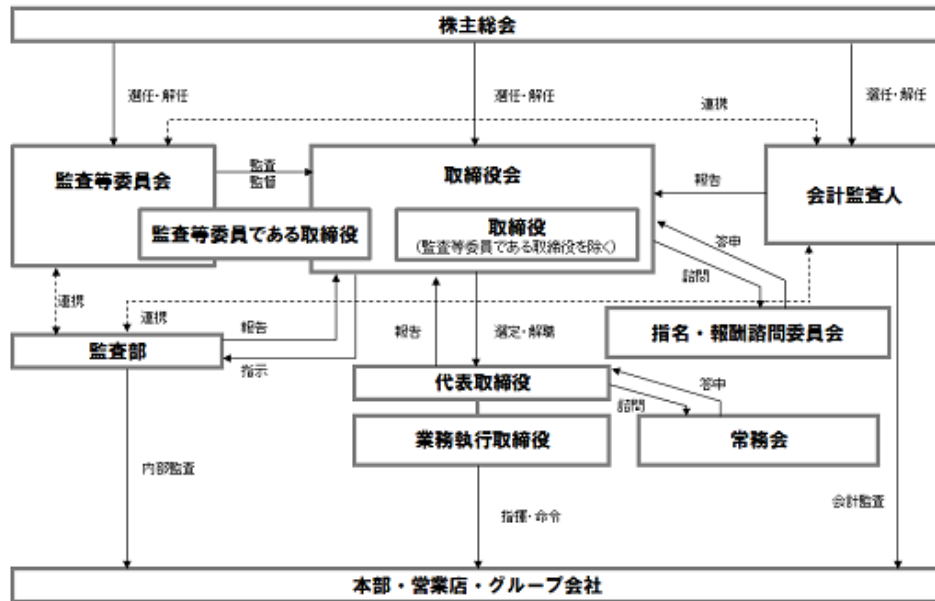 株主総会
選任・解任
選任・解任
選任・解任
連携
監査等委員会
監査
監督
取締役会
報告
会計監査人
監査等委員である取締役
取締役
(監査等委員である取締役を除く)
答申
諮問
連携
連携
報告
報告
選定・解職
指名・報酬諮問委員会
監査部
指示
代表取締役
答申
諮問
業務執行取締役
常務会
内部監査
指揮・命令
会計監査
本部・営業店・グループ会社